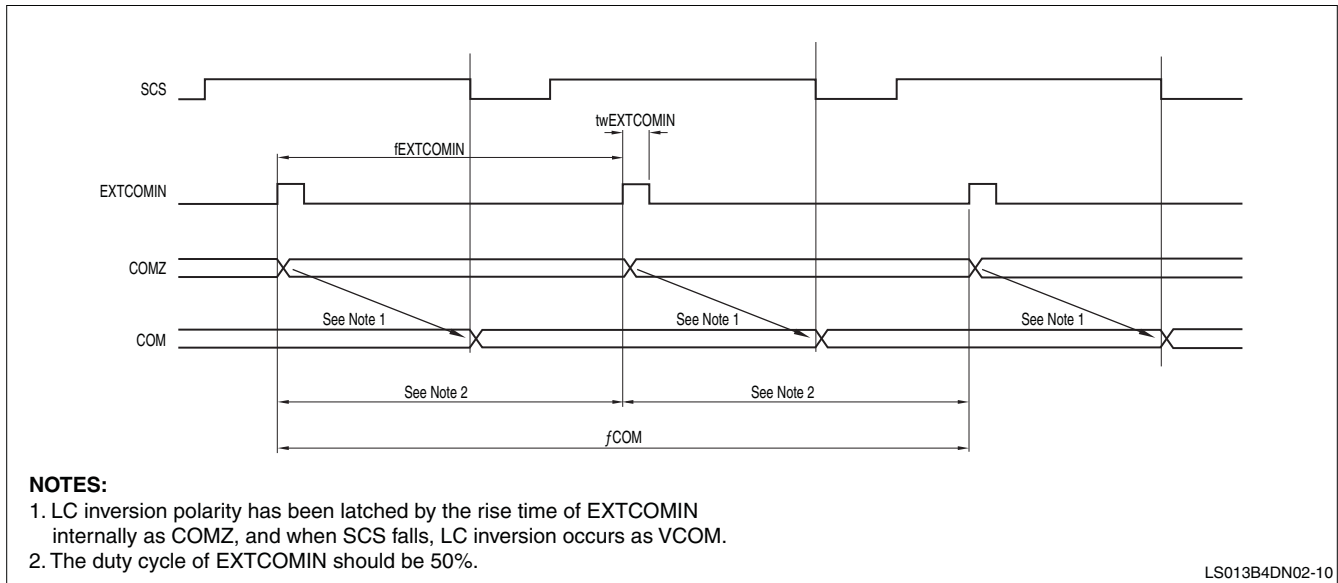 SCS
twEXTCOMIN
fEXTCOMIN
EXTCOMIN
COMZ
See Note 1 See Note 1 See Note 1
COM
See Note 2 See Note 2
ƒCOM
NOTES:
1. LC inversion polarity has been latched by the rise time of EXTCOMIN
internally as COMZ, and when SCS falls, LC inversion occurs as VCOM.
2. The duty cycle of EXTCOMIN should be 50%.
LS013B4DN02-10